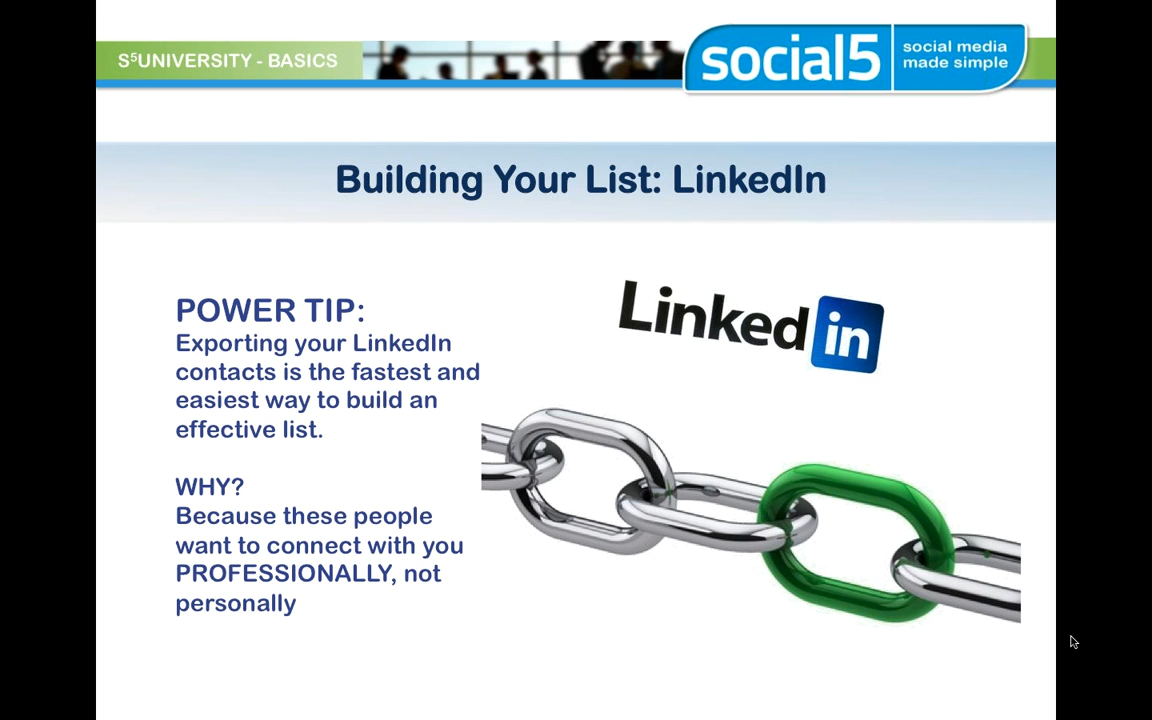 S⁵UNIVERSITY - BASICS
social5
social media
made simple
Building Your List: LinkedIn
POWER TIP:
Exporting your LinkedIn
contacts is the fastest and
easiest way to build an
effective list.
WHY?
Because these people
want to connect with you
PROFESSIONALLY, not
personally
Linked in